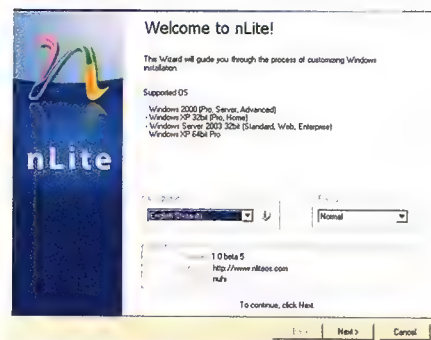 Welcome to nLite!
This Wizard will guide you through the process of customizing Windows
installation.
Supported OS
Windows 2000 (Pro, Server, Advanced)
- Windows XP 32bit (Pro, Home)
- Windows Server 2003 32bit (Standard, Web, Enterprise)
Windows XP 64bit Pro
nLite
English
Normal
1.0 beta 5
http://www.nliteos.com
nuhi
To continue, click Next.
Next >
Cancel